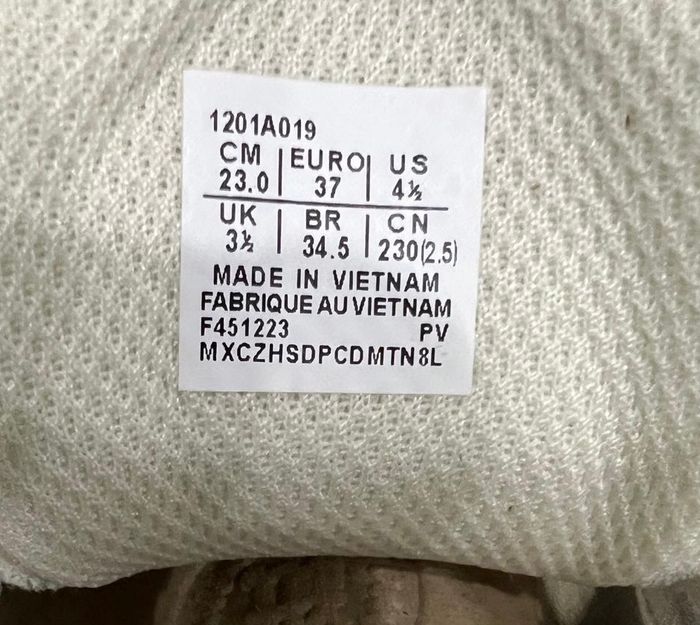 1201A019
CM | EURO | US
23.0 | 37 | 4½
UK | BR | CN
3½ | 34.5 | 230(2.5)
MADE IN VIETNAM
FABRIQUE AU VIETNAM
F451223 PV
MXCZHSDPCDMTN8L